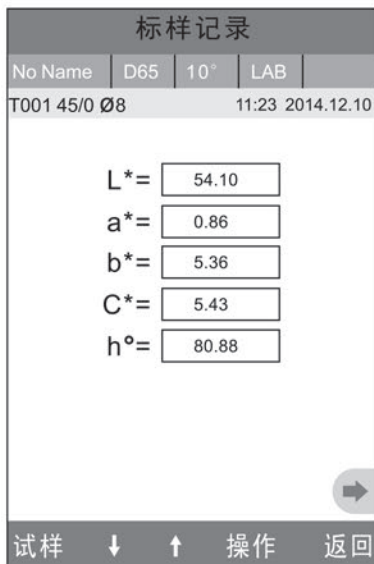 标样记录
No Name D65 10° LAB
T001 45/0 Ø8 11:23 2014.12.10
L*= 54.10
a*= 0.86
b*= 5.36
C*= 5.43
h°= 80.88
试样 ↓ ↑ 操作 返回